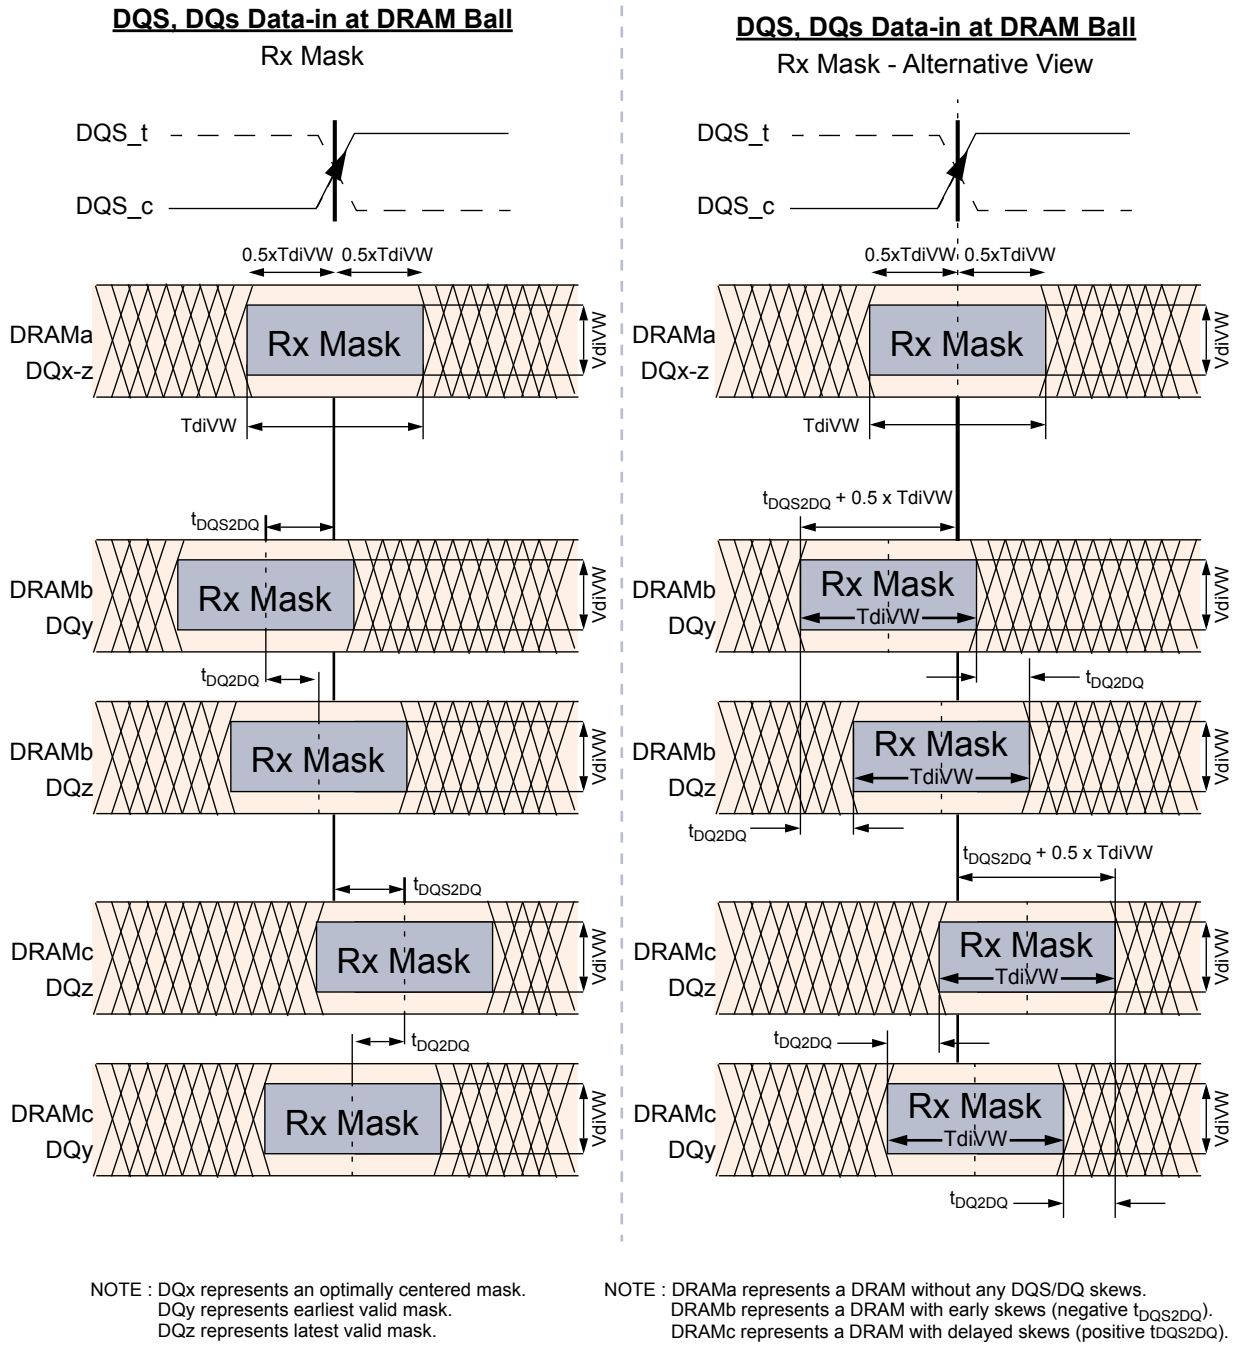 DQS, DQs Data-in at DRAM Ball
Rx Mask
DQS_t
DQS_c
0.5xTdiVW 0.5xTdiVW
DRAMa
DQx-z
Rx Mask
VdiVW
TdiVW
tDQS2DQ
DRAMb
DQy
Rx Mask
VdiVW
tDQ2DQ
DRAMb
DQz
Rx Mask
VdiVW
tDQS2DQ
DRAMc
DQz
Rx Mask
VdiVW
tDQ2DQ
DRAMc
DQy
Rx Mask
VdiVW
NOTE : DQx represents an optimally centered mask.
DQy represents earliest valid mask.
DQz represents latest valid mask.
DQS, DQs Data-in at DRAM Ball
Rx Mask - Alternative View
DQS_t
DQS_c
0.5xTdiVW 0.5xTdiVW
DRAMa
DQx-z
Rx Mask
VdiVW
TdiVW
tDQS2DQ + 0.5 x TdiVW
DRAMb
DQy
Rx Mask
TdiVW
VdiVW
tDQ2DQ
DRAMb
DQz
Rx Mask
TdiVW
VdiVW
tDQ2DQ
tDQS2DQ + 0.5 x TdiVW
DRAMc
DQz
Rx Mask
TdiVW
VdiVW
tDQ2DQ
DRAMc
DQy
Rx Mask
TdiVW
VdiVW
tDQ2DQ
NOTE : DRAMa represents a DRAM without any DQS/DQ skews.
DRAMb represents a DRAM with early skews (negative tDQS2DQ).
DRAMc represents a DRAM with delayed skews (positive tDQS2DQ).